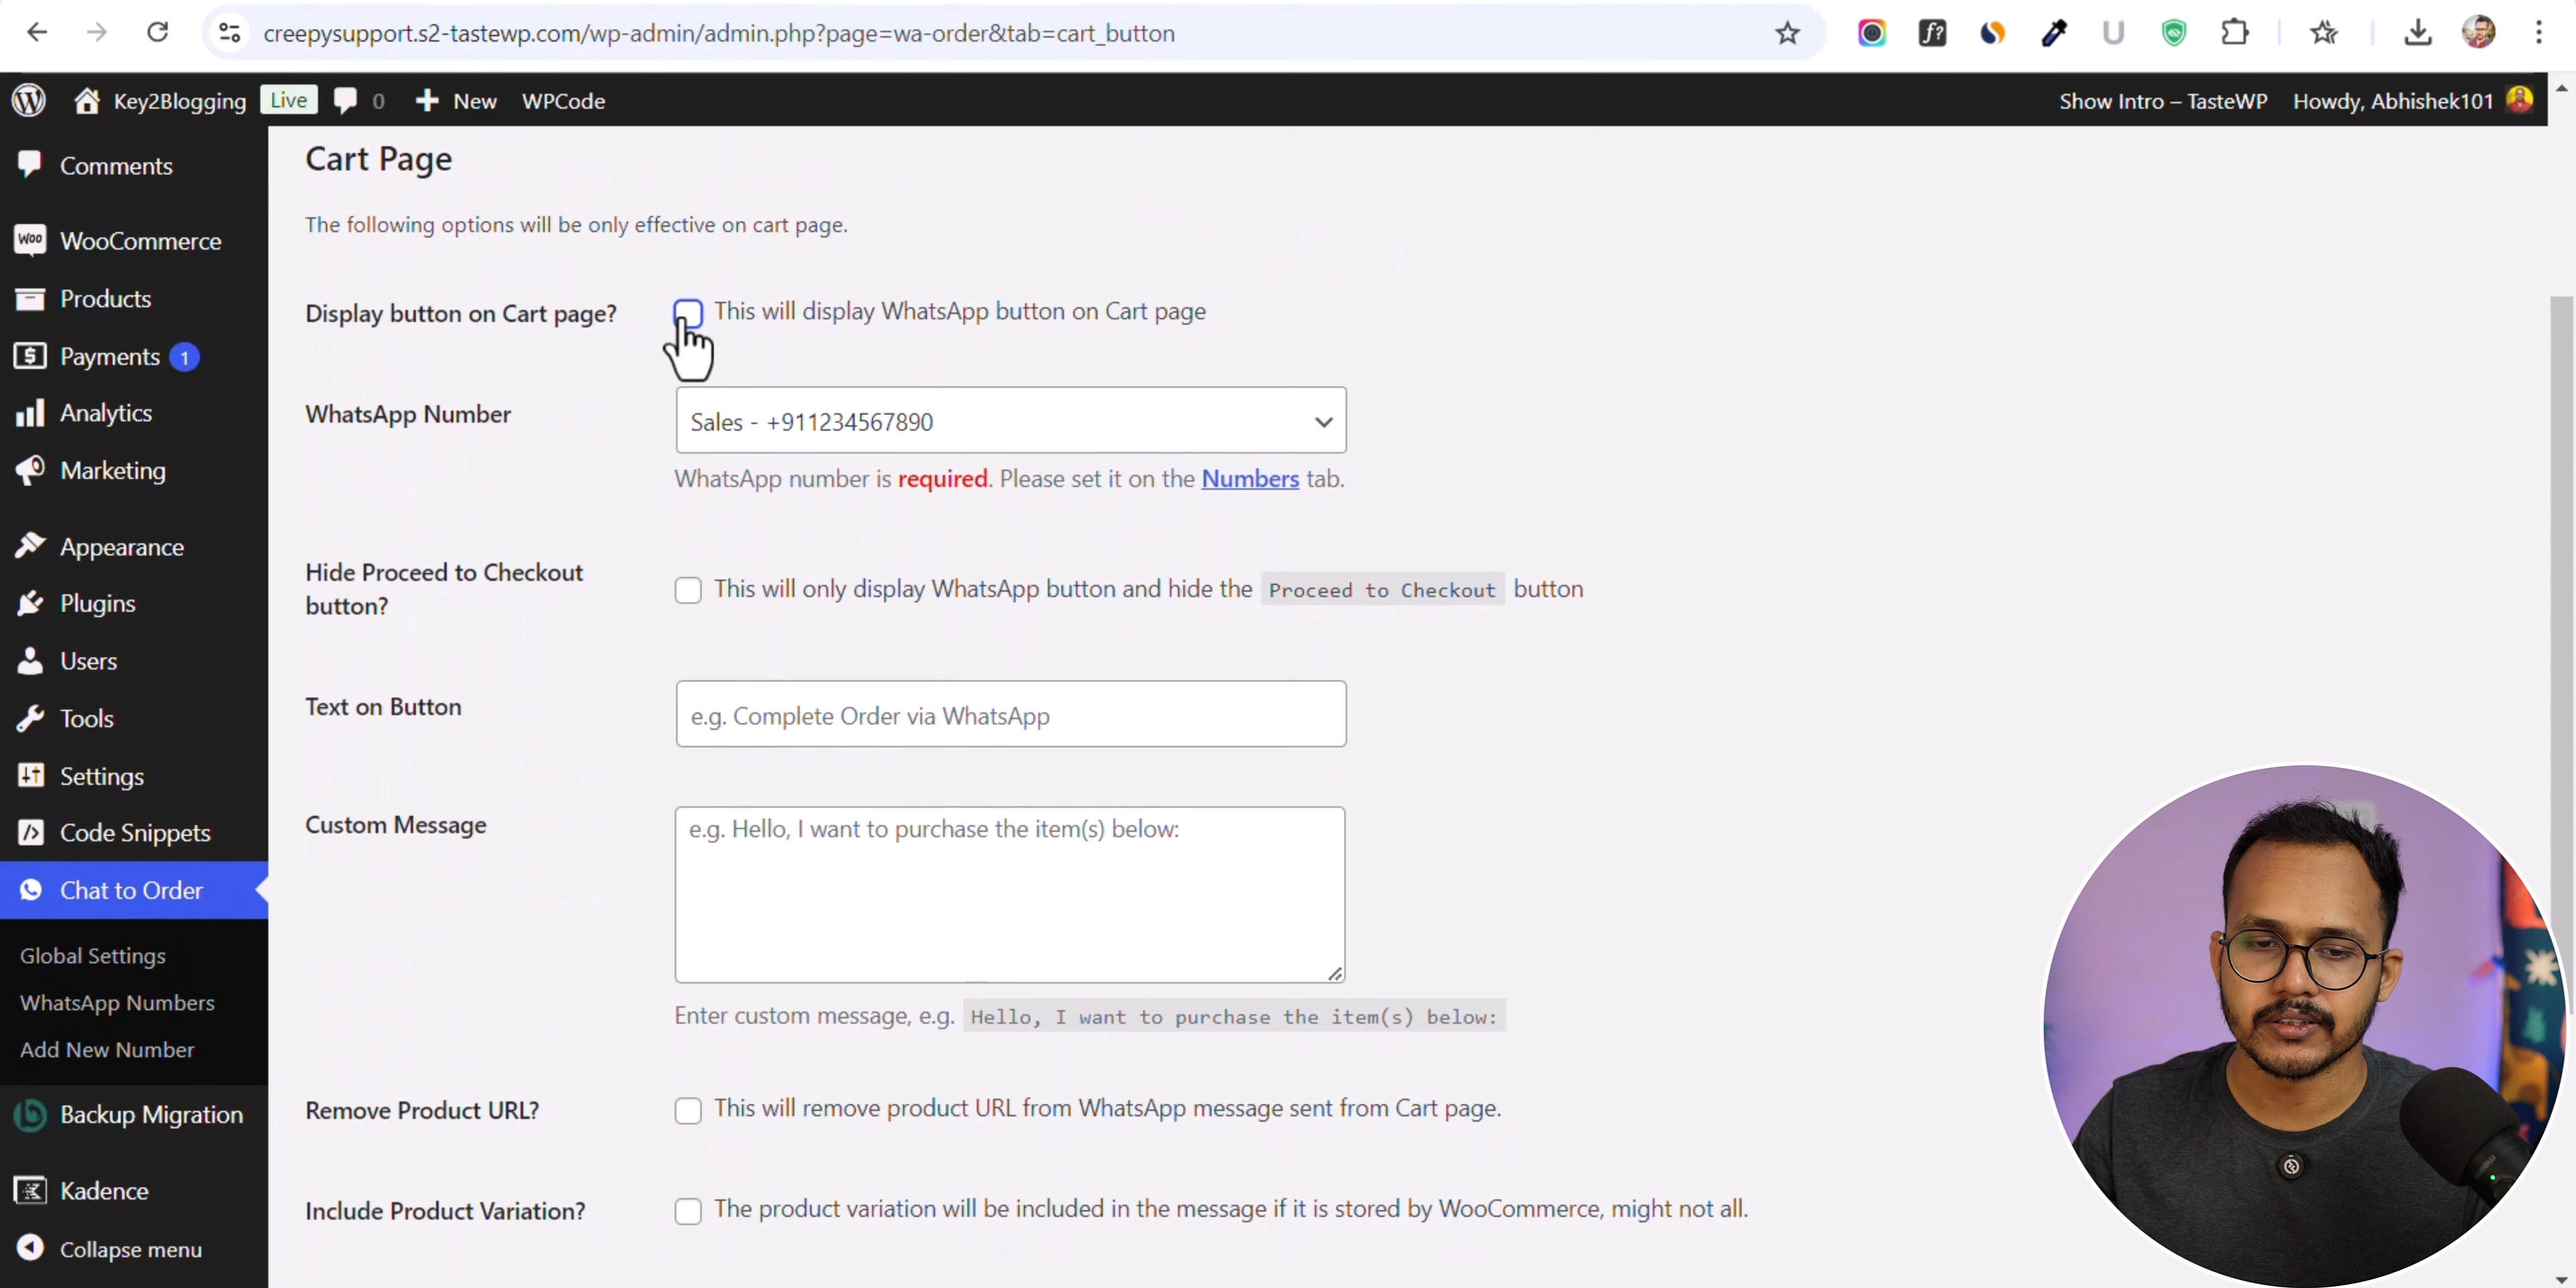 creepysupport.s2-tastewp.com/wp-admin/admin.php?page=wa-order&tab=cart_button
Key2Blogging Live 0 New WPCode Show Intro – TasteWP Howdy, Abhishek101
Comments
WooCommerce
Products
Payments 1
Analytics
Marketing
Appearance
Plugins
Users
Tools
Settings
Code Snippets
Chat to Order
Global Settings
WhatsApp Numbers
Add New Number
Backup Migration
Kadence
Collapse menu
Cart Page
The following options will be only effective on cart page.
Display button on Cart page? This will display WhatsApp button on Cart page
WhatsApp Number Sales - +911234567890
WhatsApp number is required. Please set it on the Numbers tab.
Hide Proceed to Checkout button? This will only display WhatsApp button and hide the Proceed to Checkout button
Text on Button e.g. Complete Order via WhatsApp
Custom Message e.g. Hello, I want to purchase the item(s) below:
Enter custom message, e.g. Hello, I want to purchase the item(s) below:
Remove Product URL? This will remove product URL from WhatsApp message sent from Cart page.
Include Product Variation? The product variation will be included in the message if it is stored by WooCommerce, might not all.